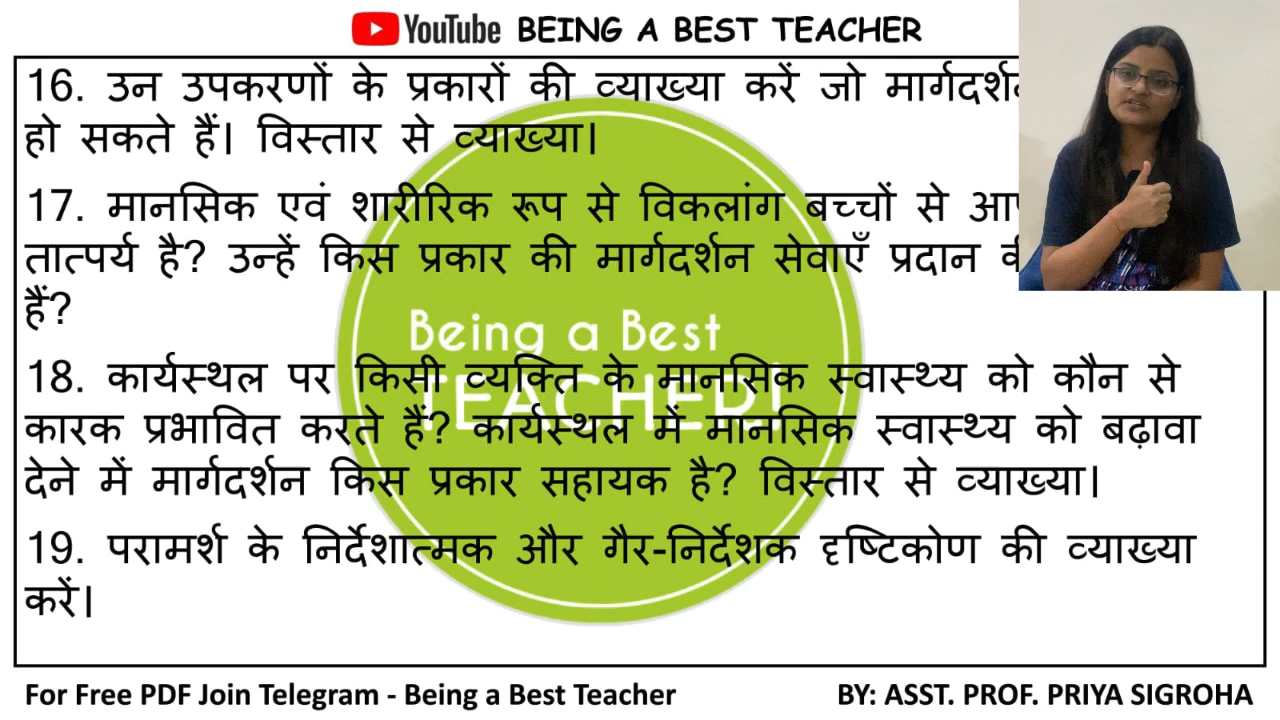 YouTube BEING A BEST TEACHER
16. उन उपकरणों के प्रकारों की व्याख्या करें जो
हो सकते हैं। विस्तार से व्याख्या।
17. मानसिक एवं शारीरिक रूप से विकलांग बच्चों से
तात्पर्य है? उन्हें किस प्रकार की मार्गदर्शन सेवाएँ प्रदान
हैं?
Being a Best
TEACHER!
18. कार्यस्थल पर किसी व्यक्ति के मानसिक स्वास्थ्य को कौन से
कारक प्रभावित करते हैं? कार्यस्थल में मानसिक स्वास्थ्य को बढ़ावा
देने में मार्गदर्शन किस प्रकार सहायक है? विस्तार से व्याख्या।
19. परामर्श के निर्देशात्मक और गैर-निर्देशक दृष्टिकोण की व्याख्या
करें।
For Free PDF Join Telegram - Being a Best Teacher
BY: ASST. PROF. PRIYA SIGROHA